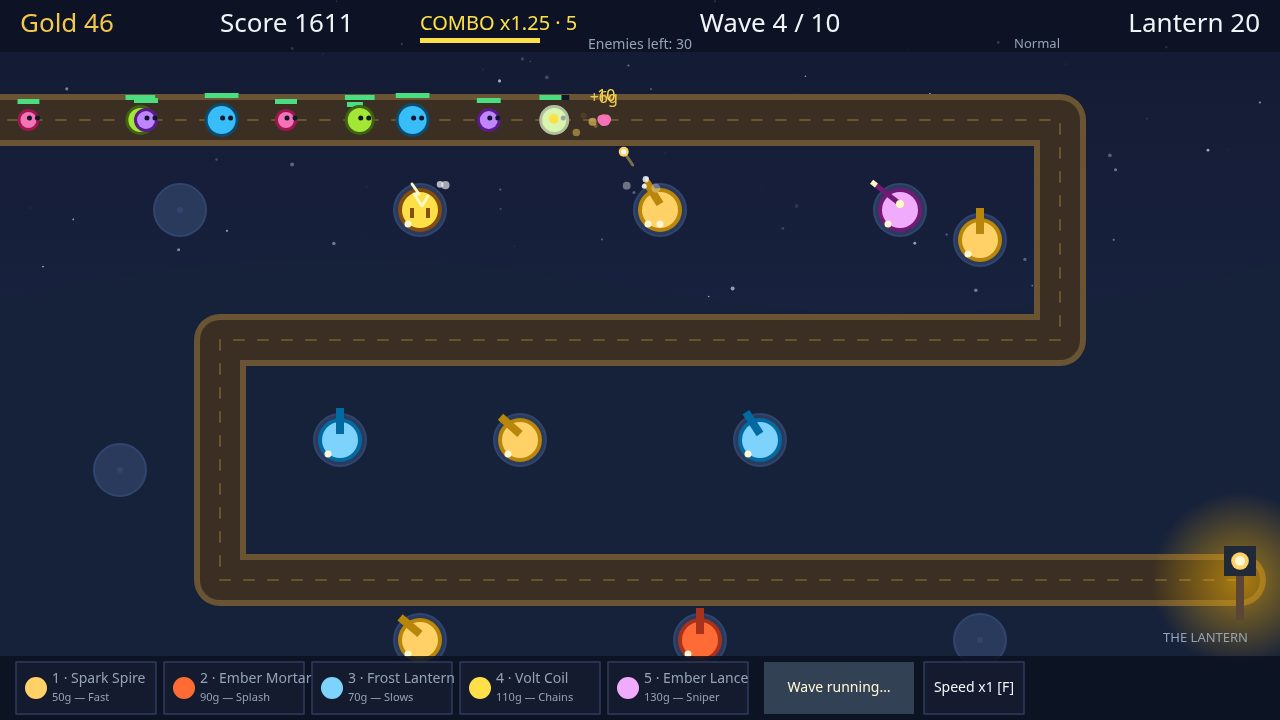 Gold 46
Score 1611
COMBO x1.25 · 5
Wave 4 / 10
Lantern 20
Enemies left: 30
Normal
THE LANTERN
1 · Spark Spire
50g — Fast
2 · Ember Mortar
90g — Splash
3 · Frost Lantern
70g — Slows
4 · Volt Coil
110g — Chains
5 · Ember Lance
130g — Sniper
Wave running...
Speed x1 [F]